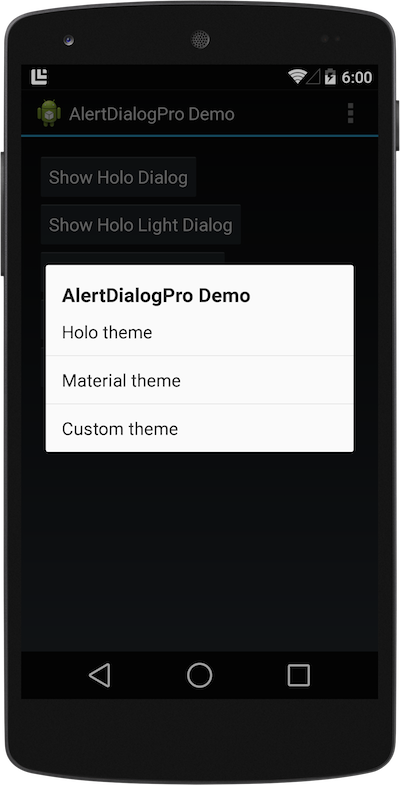 6:00
AlertDialogPro Demo
Show Holo Dialog
Show Holo Light Dialog
AlertDialogPro Demo
Holo theme
Material theme
Custom theme